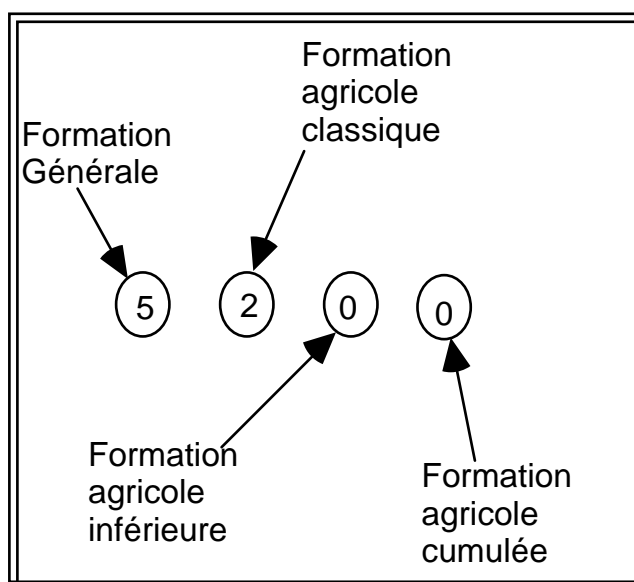 Formation
agricole
classique
Formation
Générale
5 2 0 0
Formation
agricole
inférieure
Formation
agricole
cumulée